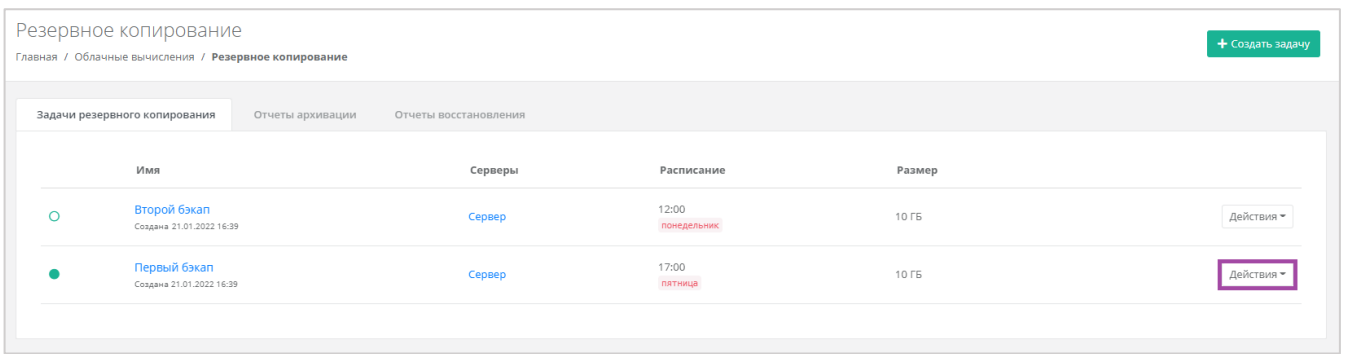 Резервное копирование
Главная / Облачные вычисления / Резервное копирование
+ Создать задачу
Задачи резервного копирования Отчеты архивации Отчеты восстановления
Имя Серверы Расписание Размер
Второй бэкап Сервер 12:00 10 ГБ Действия
Создана 21.01.2022 16:39 понедельник
Первый бэкап Сервер 17:00 10 ГБ Действия
Создана 21.01.2022 16:39 пятница